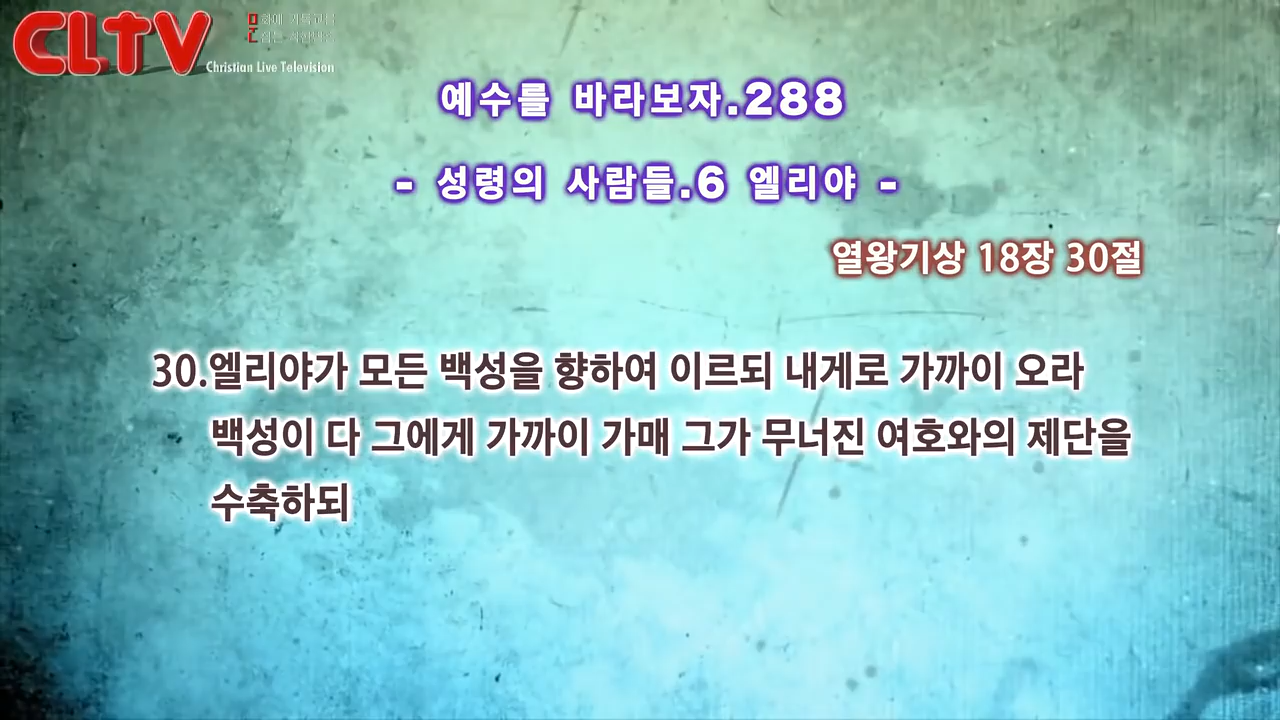 CLTV
Christian Live Television
예수를 바라보자.288
- 성령의 사람들.6 엘리야 -
열왕기상 18장 30절
30.엘리야가 모든 백성을 향하여 이르되 내게로 가까이 오라
백성이 다 그에게 가까이 가매 그가 무너진 여호와의 제단을
수축하되